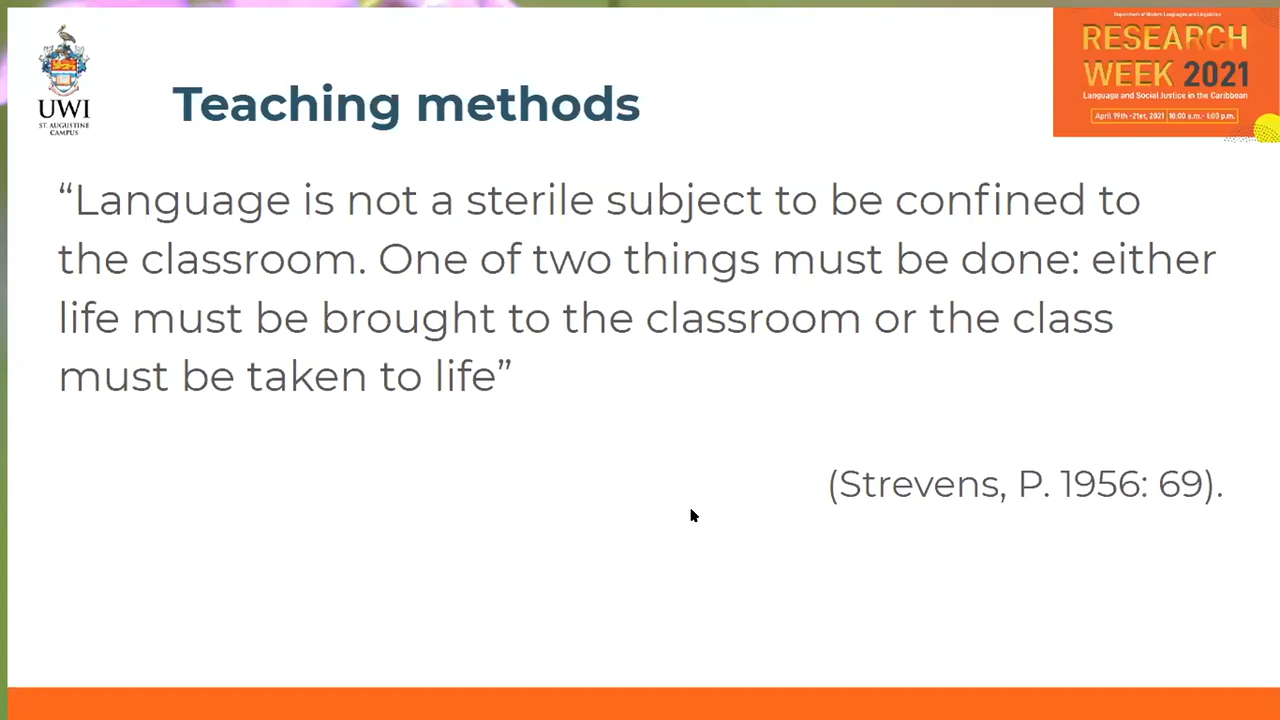 Department of Modern Languages and Linguistics
RESEARCH
WEEK 2021
Language and Social Justice in the Caribbean
April 19th -21st, 2021 | 10:00 a.m.- 1:00 p.m.
UWI
ST. AUGUSTINE
CAMPUS
Teaching methods
“Language is not a sterile subject to be confined to
the classroom. One of two things must be done: either
life must be brought to the classroom or the class
must be taken to life”
(Strevens, P. 1956: 69).